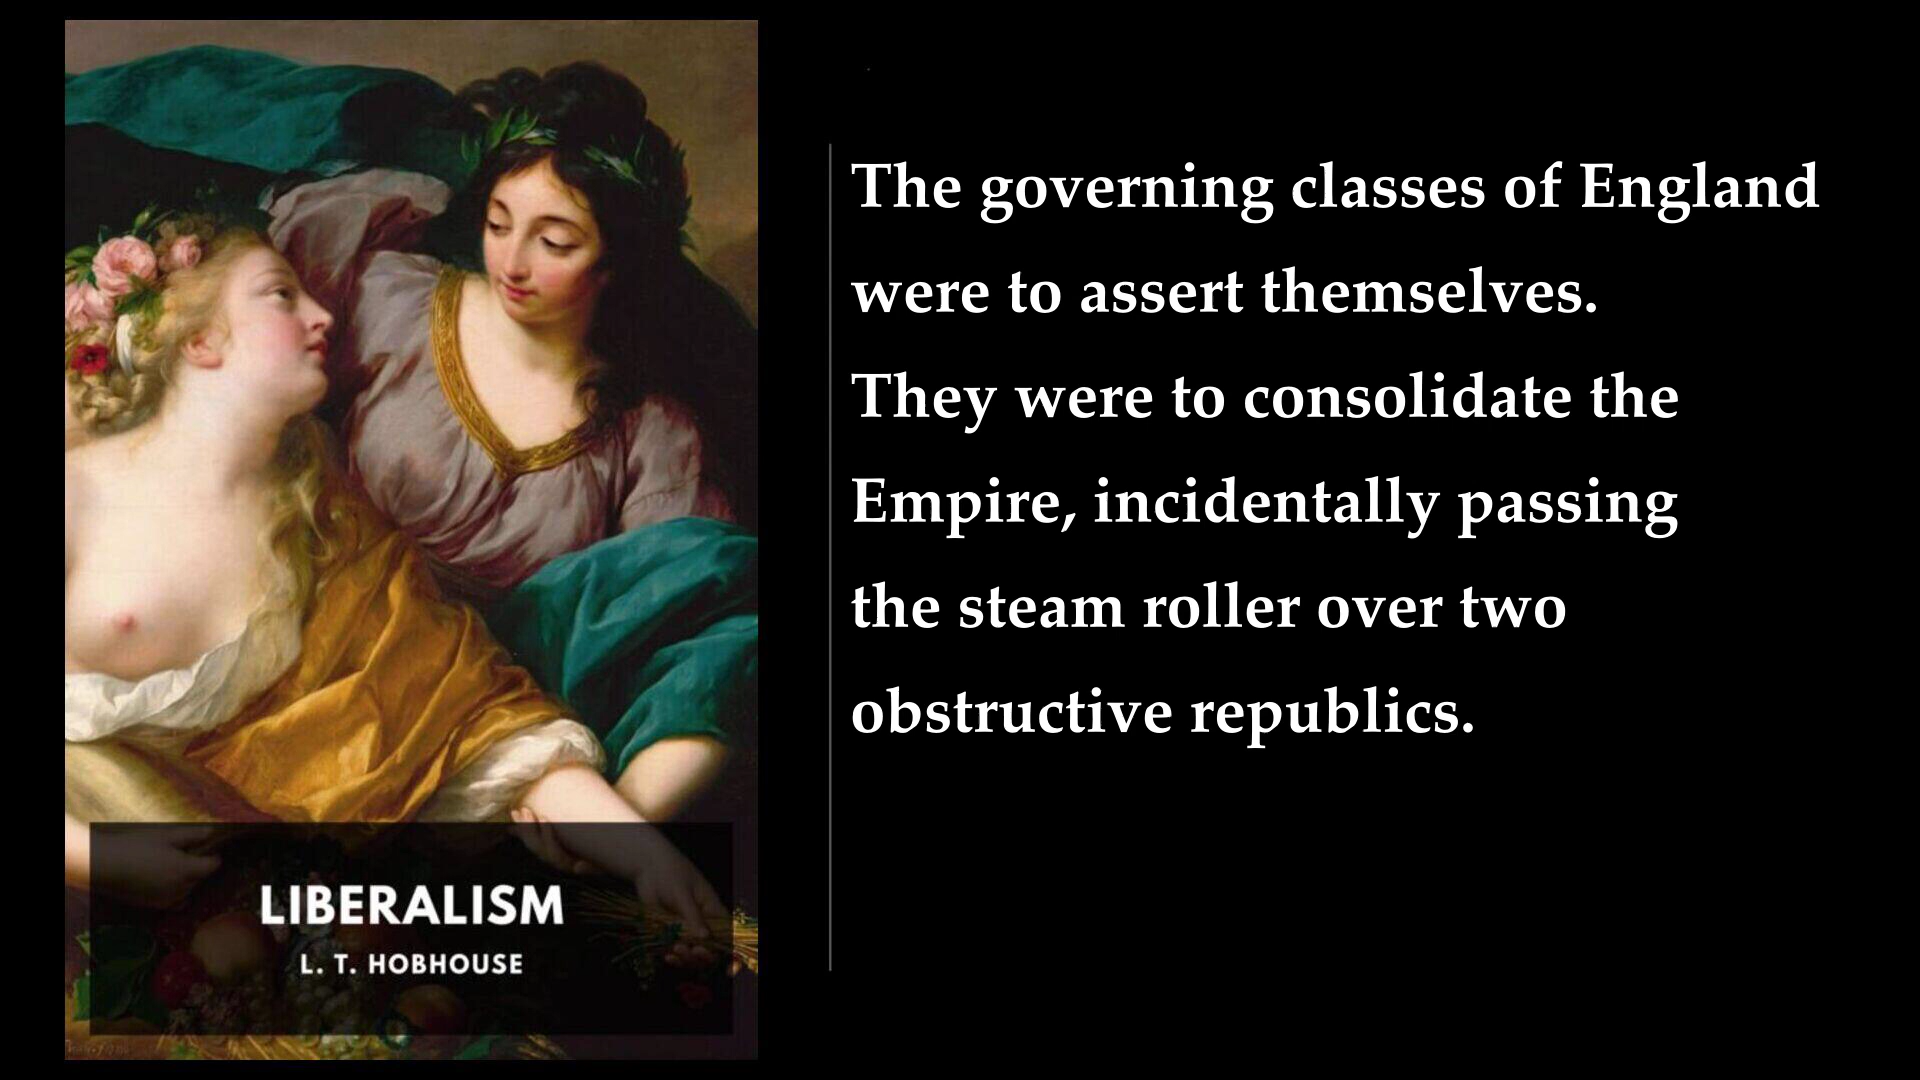 LIBERALISM
L. T. HOBHOUSE
The governing classes of England
were to assert themselves.
They were to consolidate the
Empire, incidentally passing
the steam roller over two
obstructive republics.